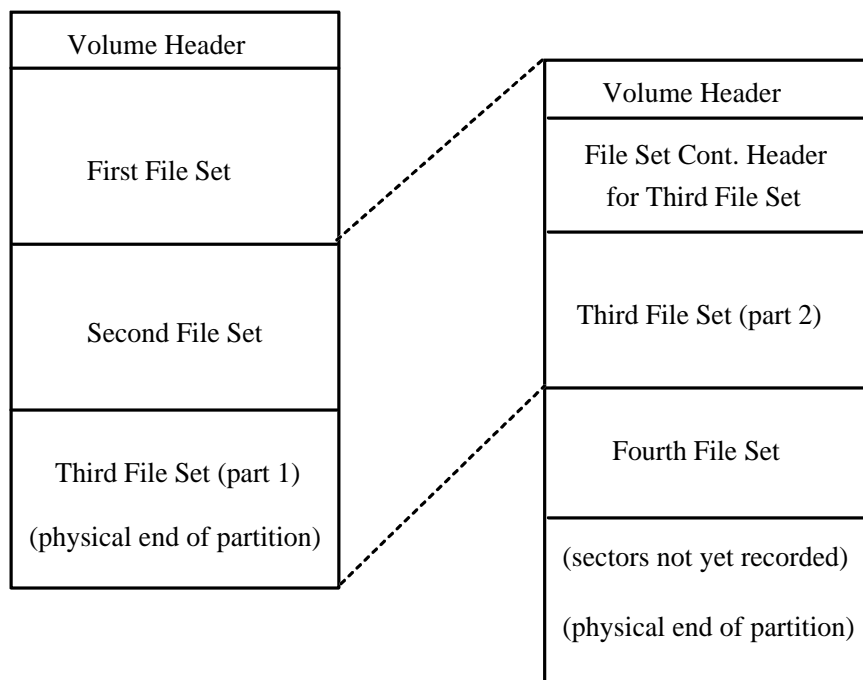 Volume Header
First File Set
Second File Set
Third File Set (part 1)
(physical end of partition)
Volume Header
File Set Cont. Header
for Third File Set
Third File Set (part 2)
Fourth File Set
(sectors not yet recorded)
(physical end of partition)